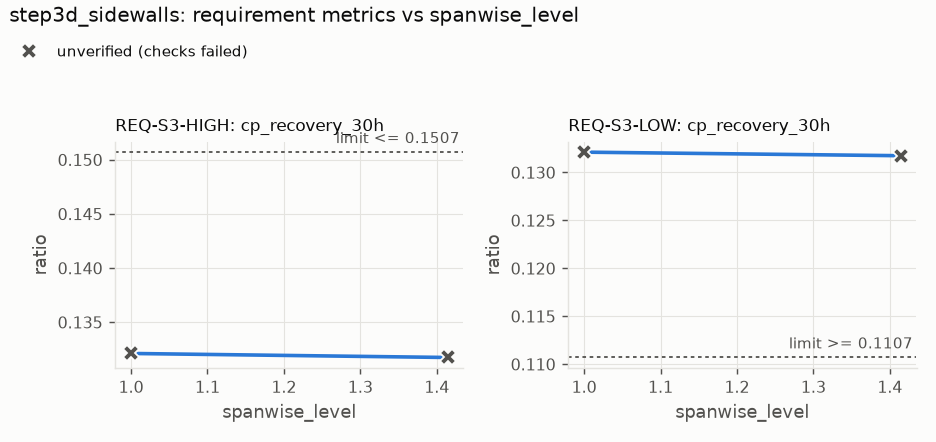 step3d_sidewalls: requirement metrics vs spanwise_level
unverified (checks failed)
REQ-S3-HIGH: cp_recovery_30h
limit <= 0.1507
0.150
0.145
0.140
0.135
ratio
1.0 1.1 1.2 1.3 1.4
spanwise_level
REQ-S3-LOW: cp_recovery_30h
0.130
0.125
0.120
0.115
0.110
limit >= 0.1107
ratio
1.0 1.1 1.2 1.3 1.4
spanwise_level